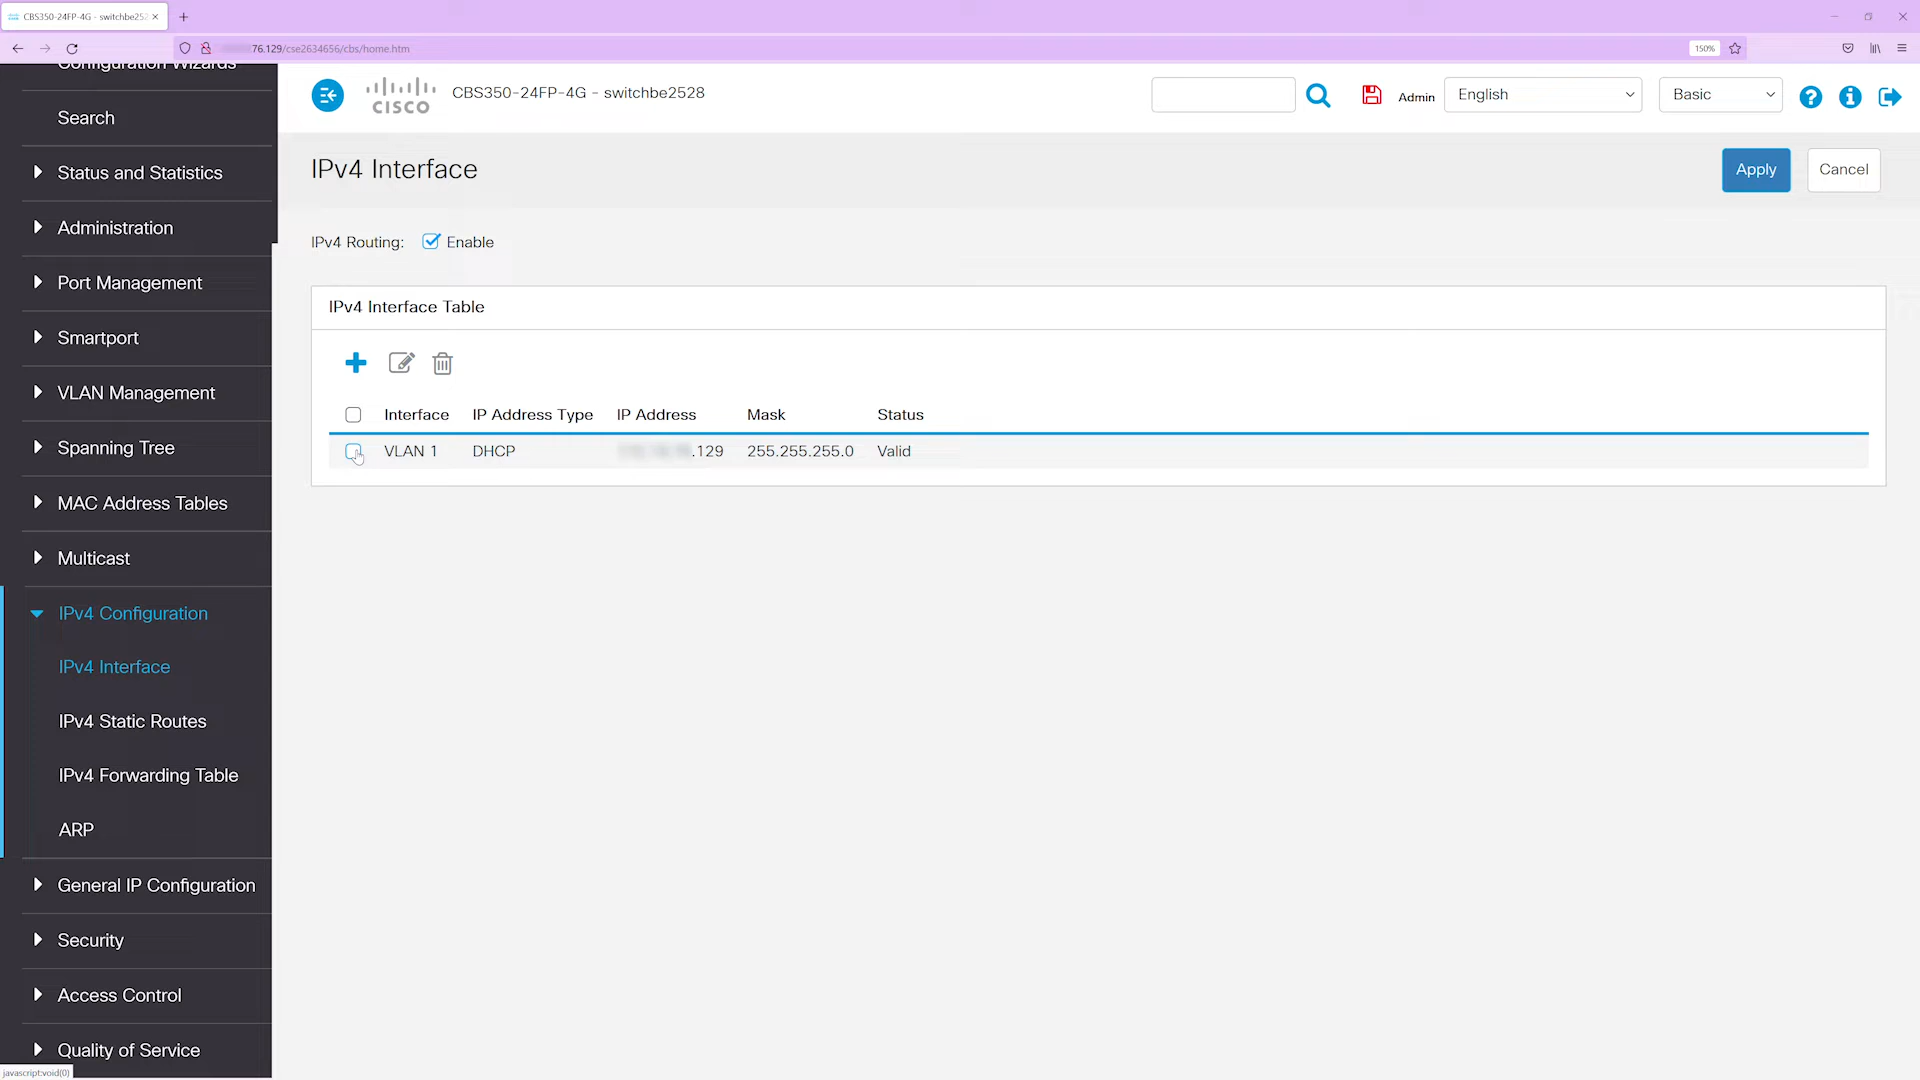 CBS350-24FP-4G - switchbe252
76.129/cse2634656/cbs/home.htm
150%
Configuration Wizards
Search
Status and Statistics
Administration
Port Management
Smartport
VLAN Management
Spanning Tree
MAC Address Tables
Multicast
IPv4 Configuration
IPv4 Interface
IPv4 Static Routes
IPv4 Forwarding Table
ARP
General IP Configuration
Security
Access Control
Quality of Service
javascript:void(0)
CISCO
CBS350-24FP-4G - switchbe2528
Admin
English
Basic
IPv4 Interface
Apply
Cancel
IPv4 Routing: Enable
IPv4 Interface Table
Interface IP Address Type IP Address Mask Status
VLAN 1 DHCP .129 255.255.255.0 Valid